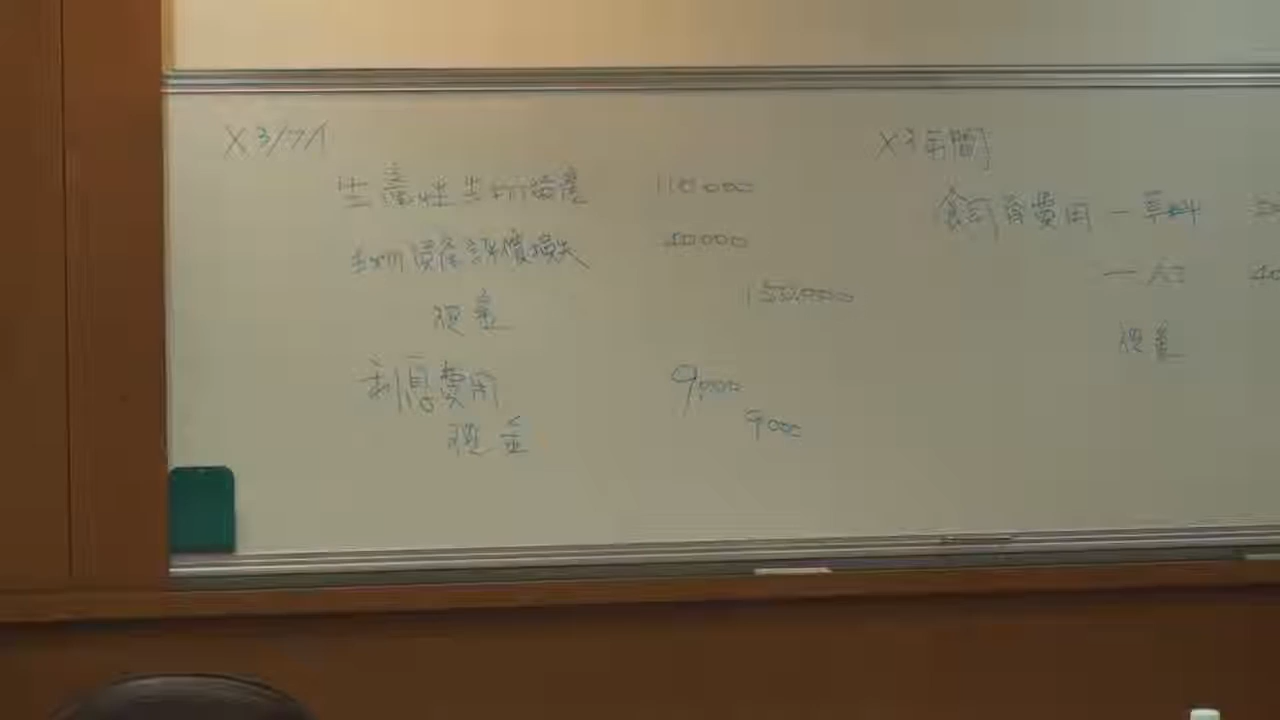 X3/7/1
生產性生物資產 110,000
生物資產評價損失 40,000
現金 150,000
利息費用 9,000
現金 9,000
X3年間
飼育費用 — 草料
— 人工 40
現金